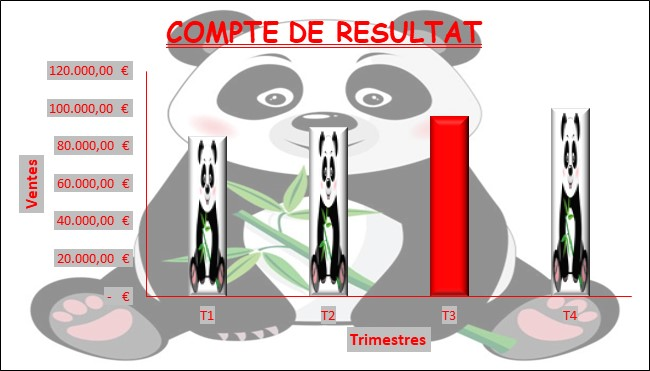 COMPTE DE RESULTAT
120.000,00 €
100.000,00 €
80.000,00 €
60.000,00 €
40.000,00 €
20.000,00 €
- €
Ventes
T1 T2 T3 T4
Trimestres